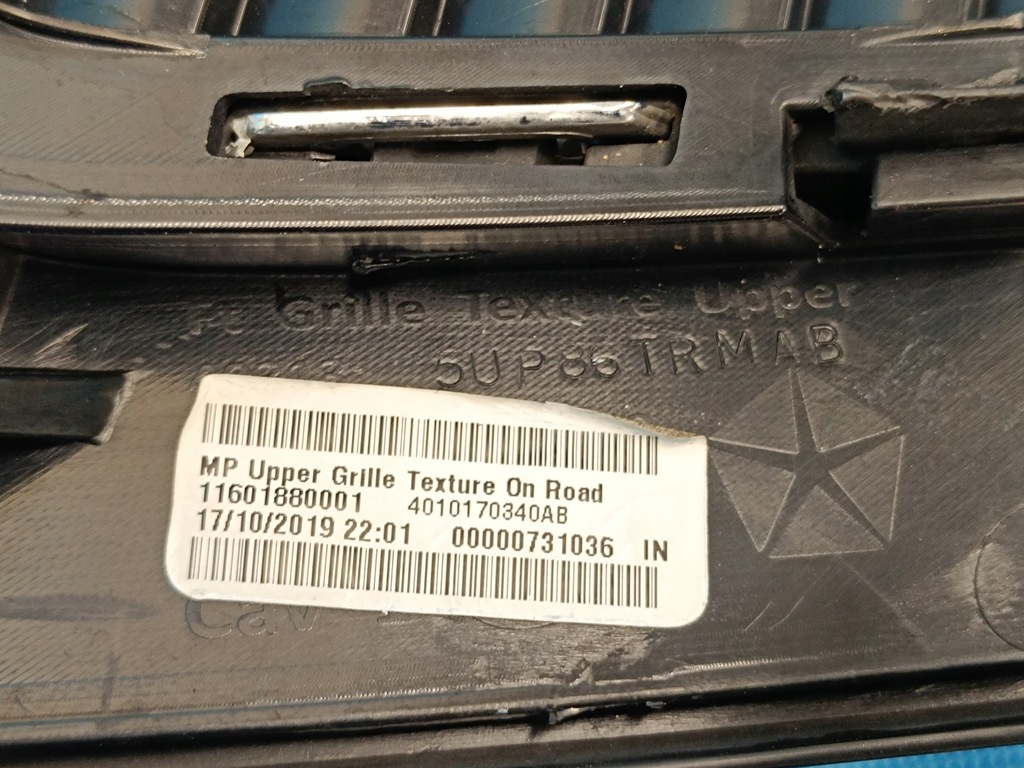 Grille Texture Upper
5UP86TRMAB
MP Upper Grille Texture On Road
11601880001 4010170340AB
17/10/2019 22:01 00000731036 IN
Cav